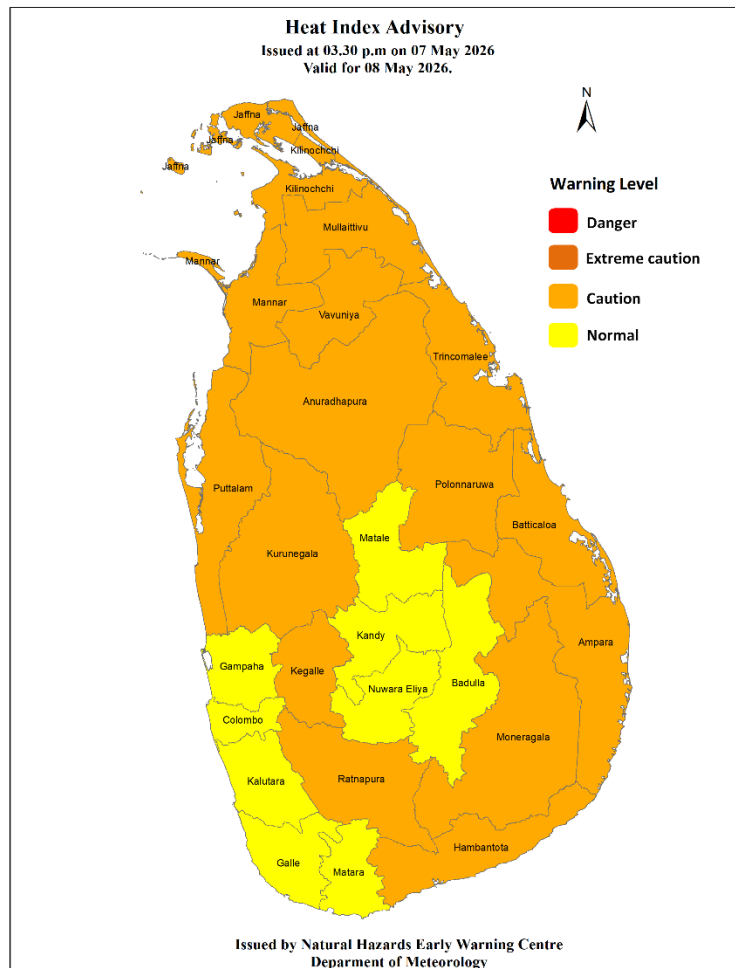 Heat Index Advisory
Issued at 03.30 p.m on 07 May 2026
Valid for 08 May 2026.
N
Warning Level
Danger
Extreme caution
Caution
Normal
Jaffna
Jaffna
Jaffna
Kilinochchi
Jaffna
Kilinochchi
Mullaittivu
Mannar
Mannar
Vavuniya
Trincomalee
Anuradhapura
Puttalam
Polonnaruwa
Batticaloa
Matale
Kurunegala
Kandy
Ampara
Gampaha
Kegalle
Nuwara Eliya
Badulla
Colombo
Moneragala
Kalutara
Ratnapura
Hambantota
Galle
Matara
Issued by Natural Hazards Early Warning Centre
Deparment of Meteorology